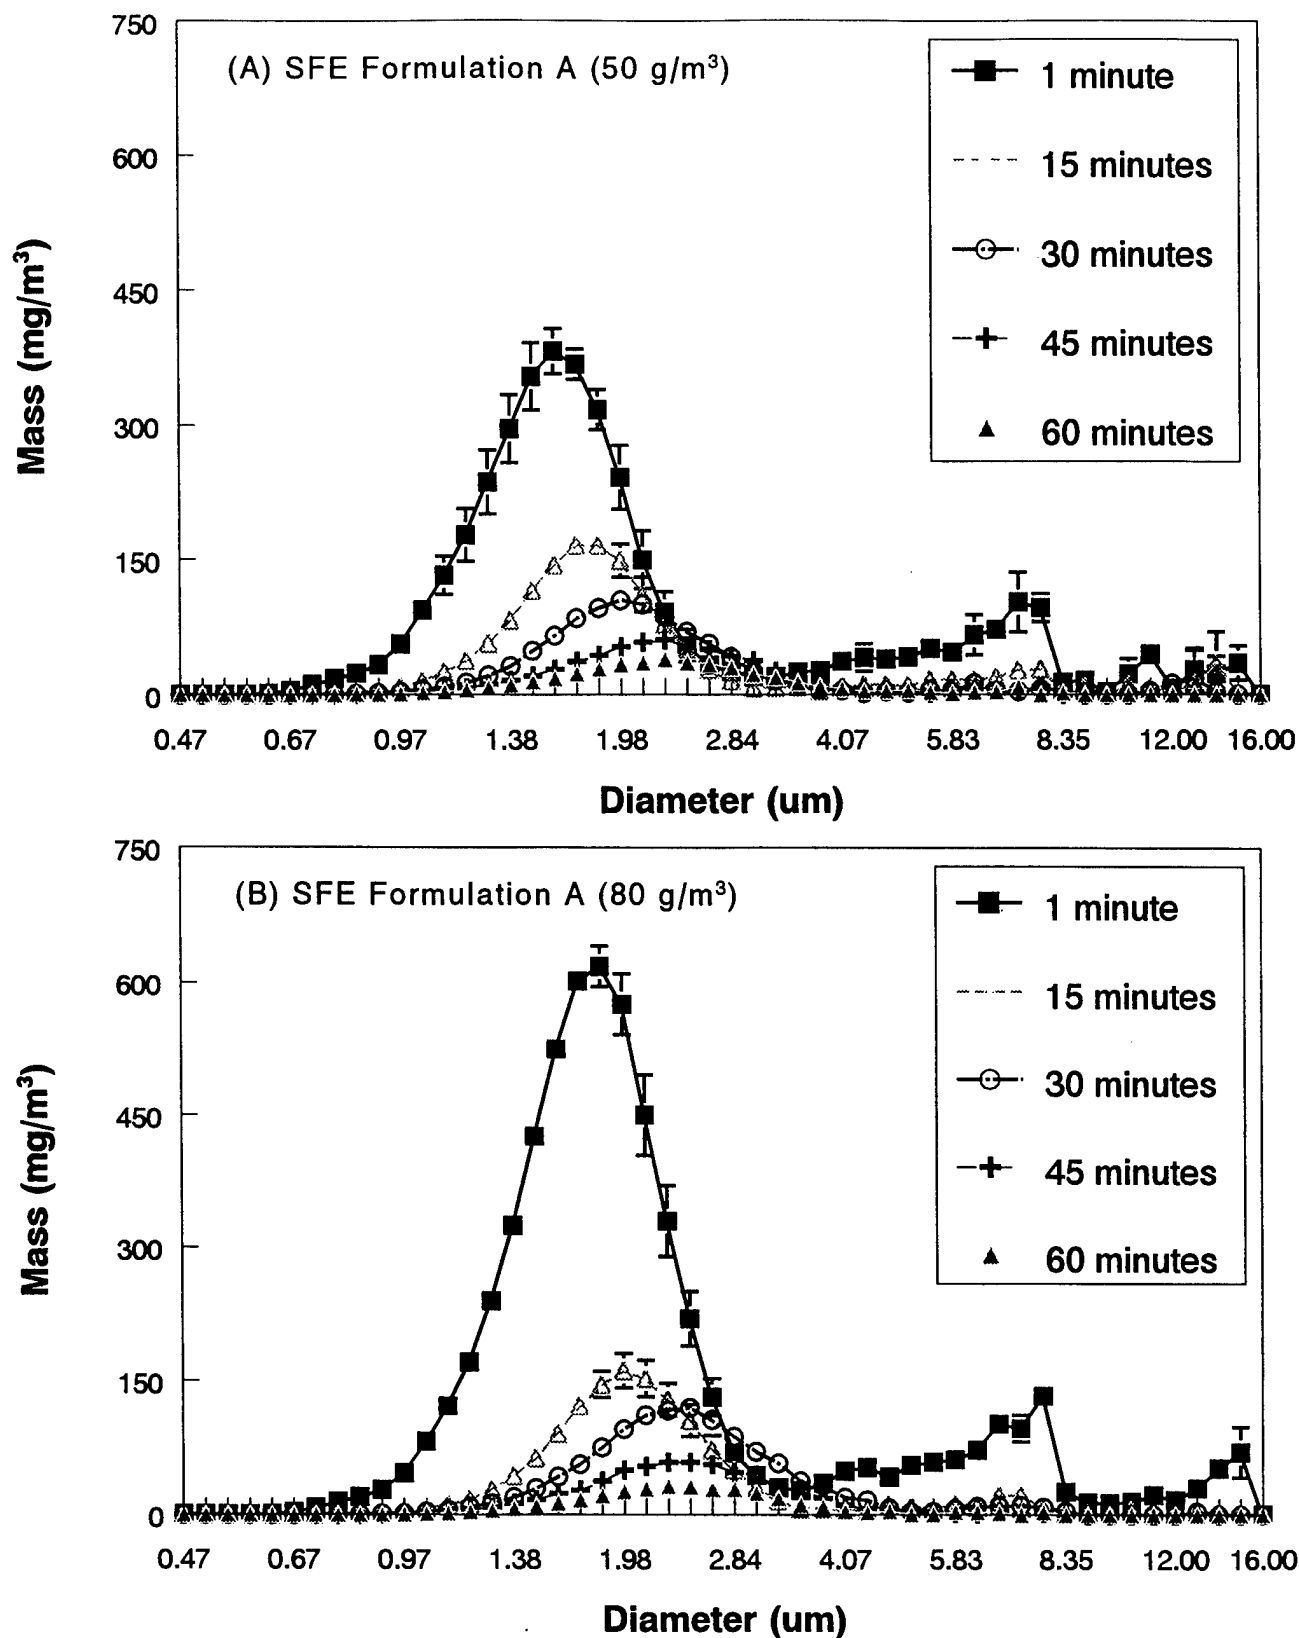 750
(A) SFE Formulation A (50 g/m³)
1 minute
15 minutes
30 minutes
45 minutes
60 minutes
600
450
300
150
0
Mass (mg/m³)
0.47 0.67 0.97 1.38 1.98 2.84 4.07 5.83 8.35 12.00 16.00
Diameter (um)
750
(B) SFE Formulation A (80 g/m³)
1 minute
15 minutes
30 minutes
45 minutes
60 minutes
600
450
300
150
0
Mass (mg/m³)
0.47 0.67 0.97 1.38 1.98 2.84 4.07 5.83 8.35 12.00 16.00
Diameter (um)